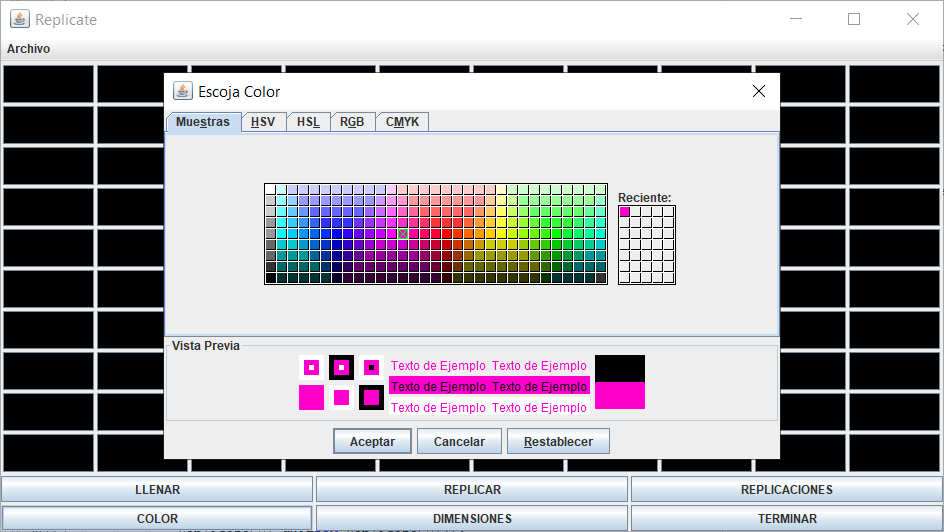 Replicate
Archivo
Escoja Color
Muestras HSV HSL RGB CMYK
Reciente:
Vista Previa
Texto de Ejemplo Texto de Ejemplo
Texto de Ejemplo Texto de Ejemplo
Texto de Ejemplo Texto de Ejemplo
Aceptar Cancelar Restablecer
LLENAR REPLICAR REPLICACIONES
COLOR DIMENSIONES TERMINAR